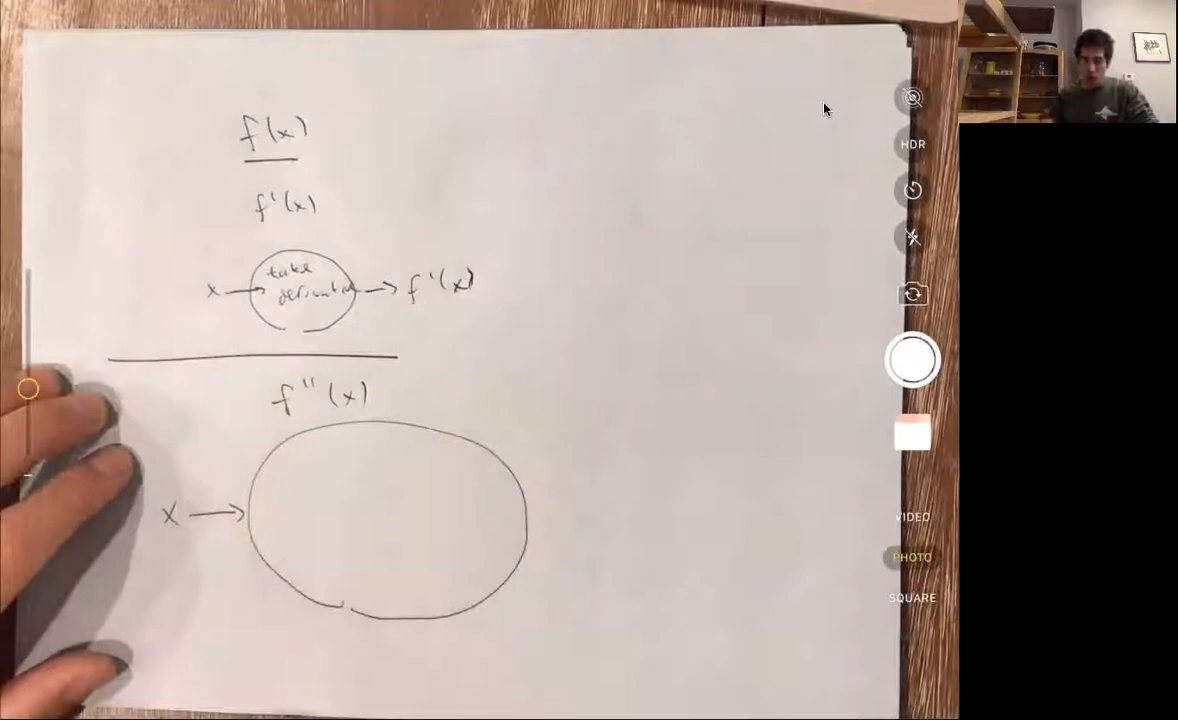 f(x)
f'(x)
x → take derivative → f'(x)
f''(x)
x →
HDR
VIDEO
PHOTO
SQUARE